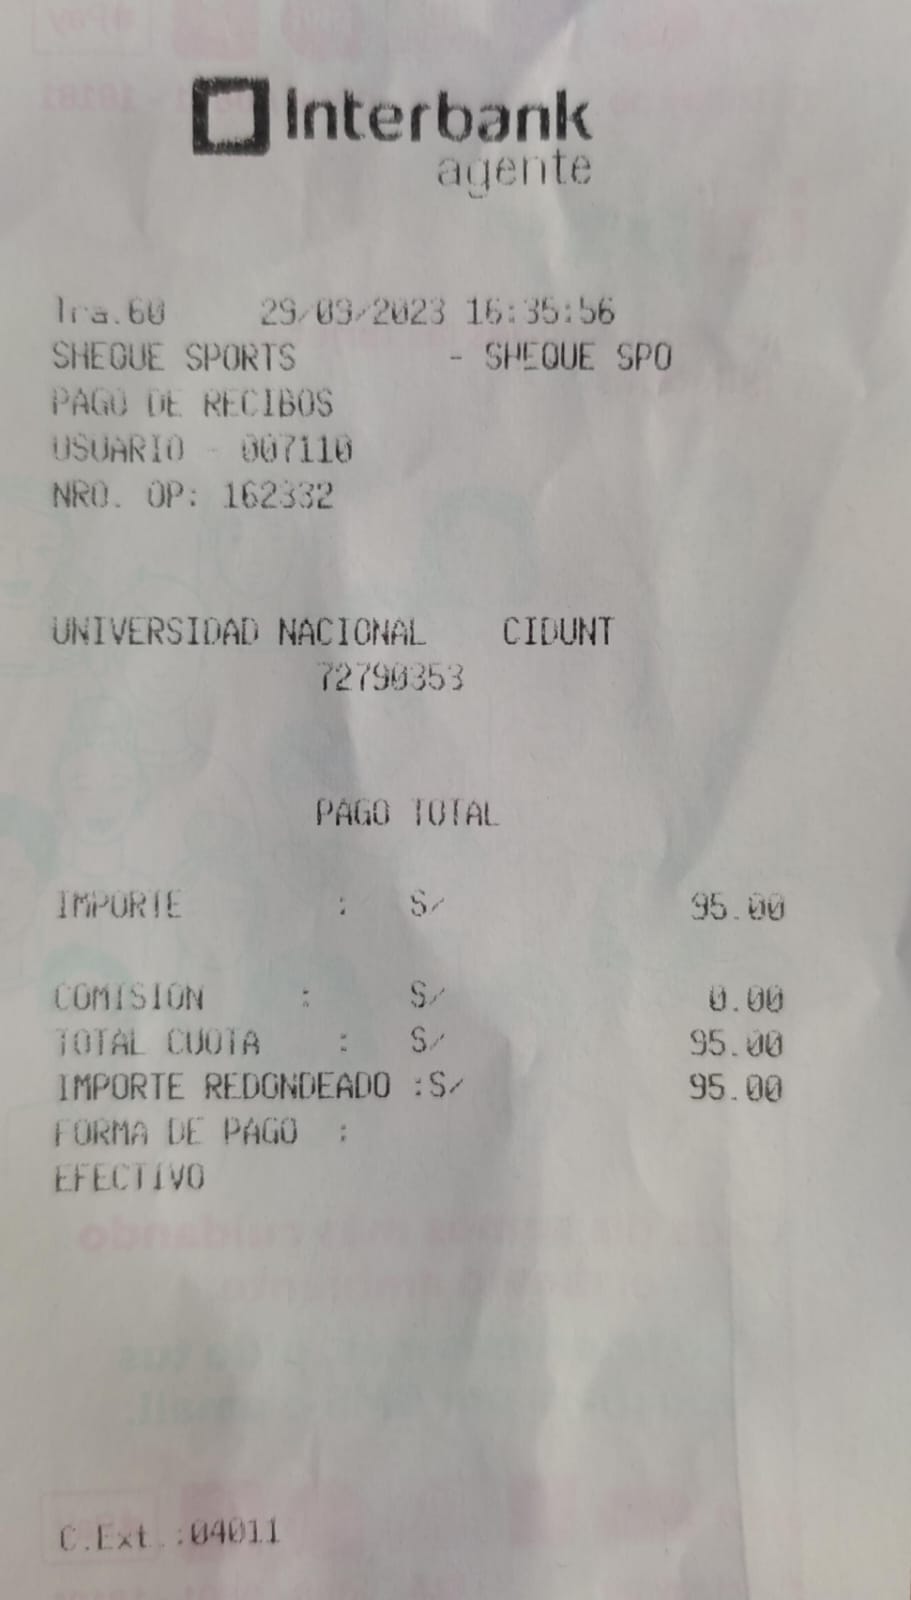 Interbank
agente
Tra.60 29/09/2023 16:35:56
SHEQUE SPORTS - SHEQUE SPO
PAGO DE RECIBOS
USUARIO - 007110
NRO. OP: 162332
UNIVERSIDAD NACIONAL CIDUNT
72790353
PAGO TOTAL
IMPORTE : S/ 95.00
COMISION : S/ 0.00
TOTAL CUOTA : S/ 95.00
IMPORTE REDONDEADO :S/ 95.00
FORMA DE PAGO :
EFECTIVO
C.Ext.:04011